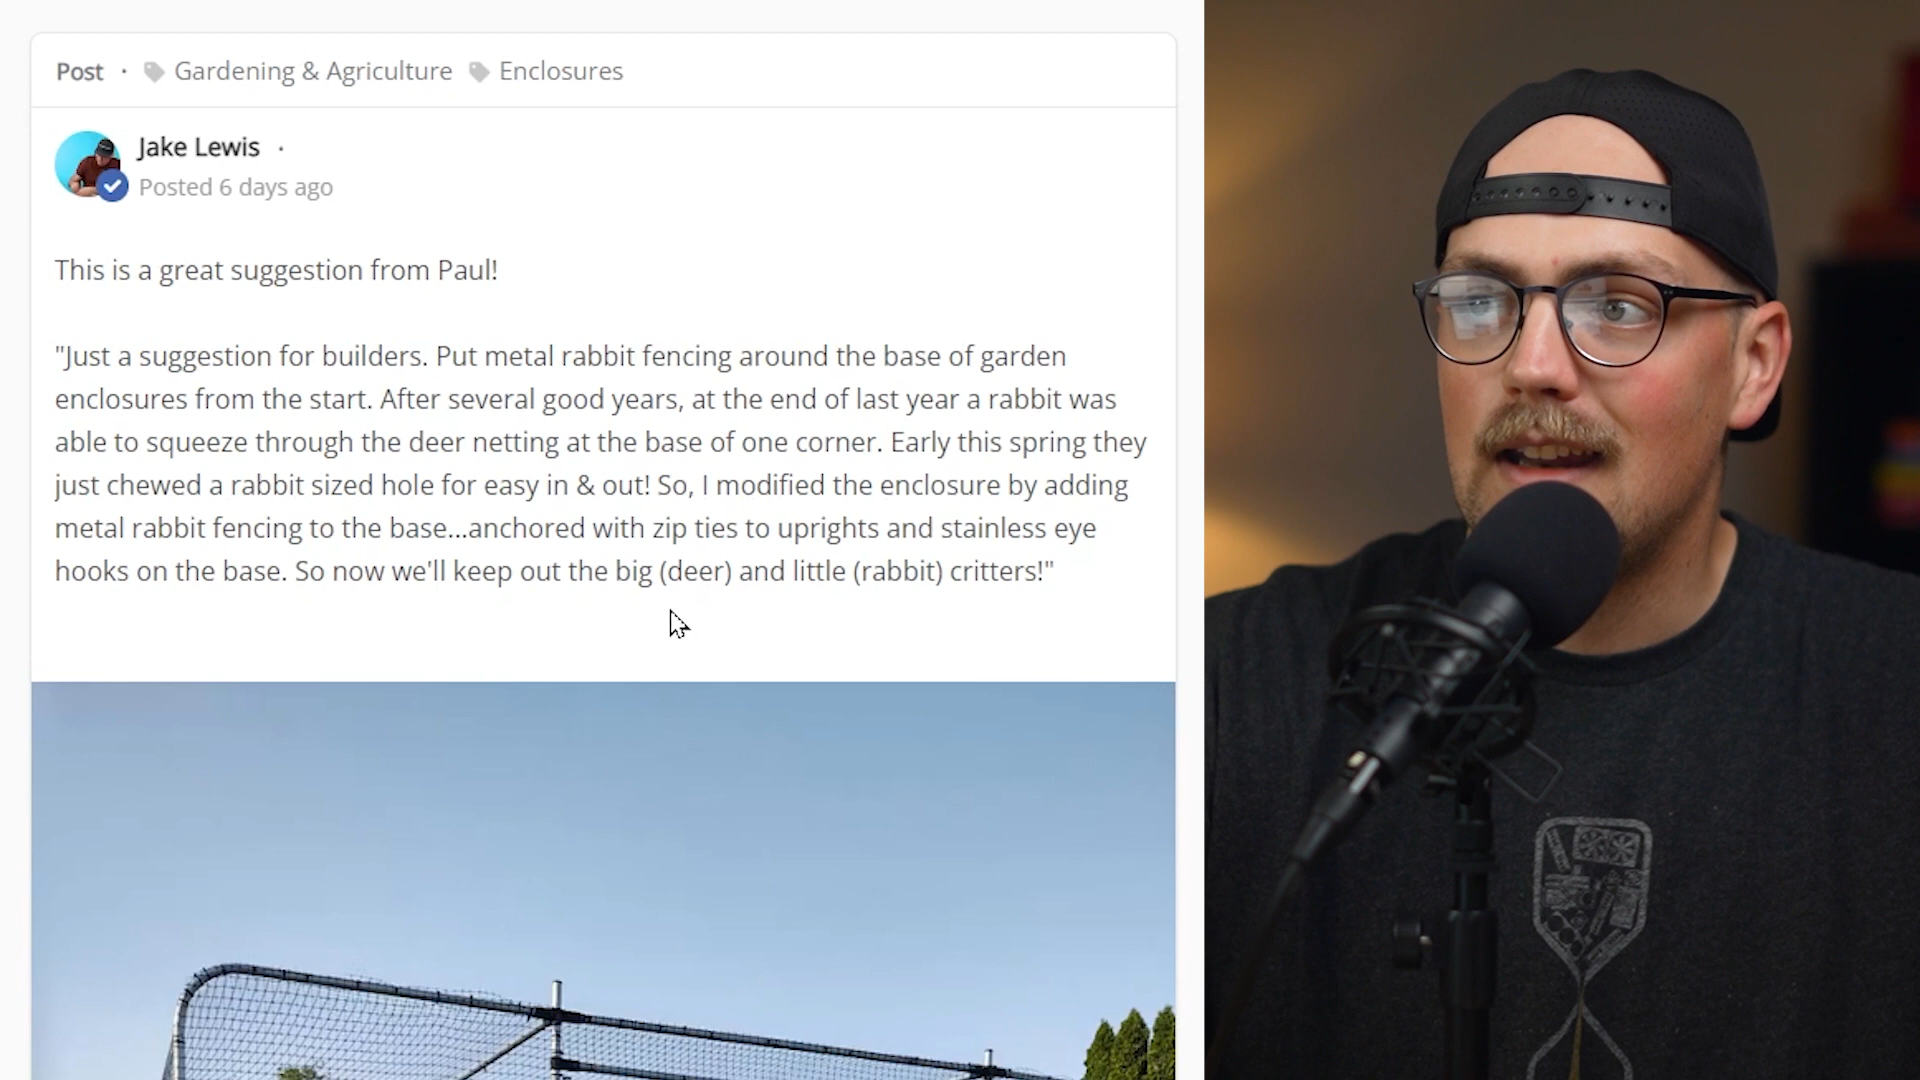 Post · Gardening & Agriculture Enclosures
Jake Lewis ·
Posted 6 days ago
This is a great suggestion from Paul!
"Just a suggestion for builders. Put metal rabbit fencing around the base of garden
enclosures from the start. After several good years, at the end of last year a rabbit was
able to squeeze through the deer netting at the base of one corner. Early this spring they
just chewed a rabbit sized hole for easy in & out! So, I modified the enclosure by adding
metal rabbit fencing to the base...anchored with zip ties to uprights and stainless eye
hooks on the base. So now we'll keep out the big (deer) and little (rabbit) critters!"